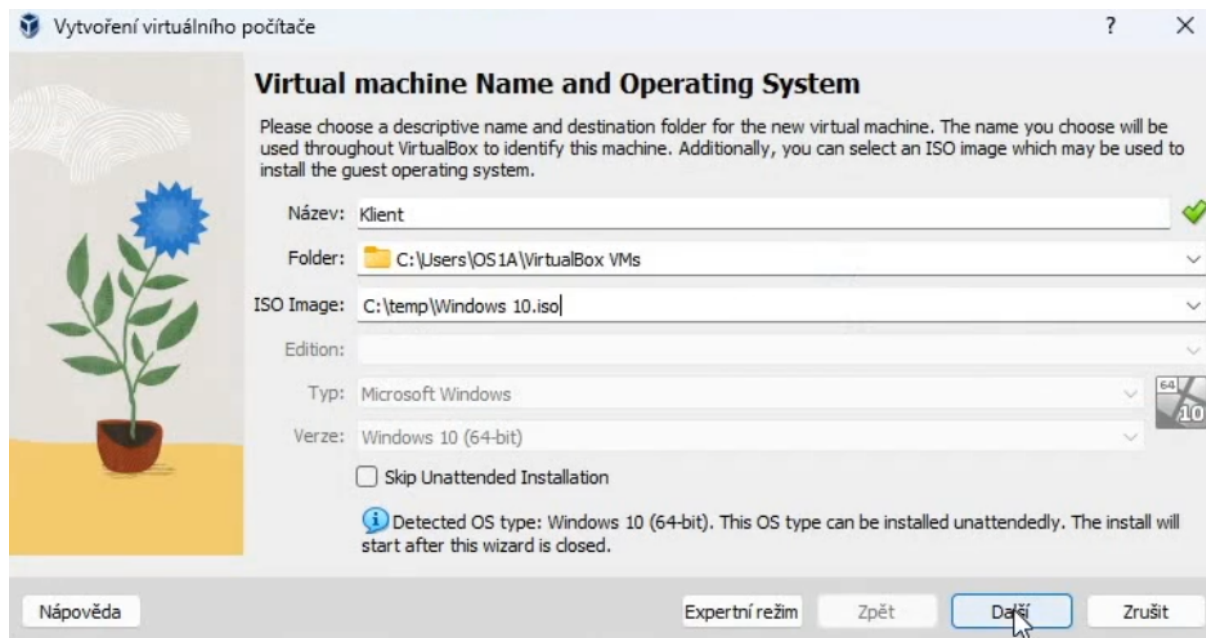 Vytvoření virtuálního počítače
?
Virtual machine Name and Operating System
Please choose a descriptive name and destination folder for the new virtual machine. The name you choose will be
used throughout VirtualBox to identify this machine. Additionally, you can select an ISO image which may be used to
install the guest operating system.
Název: Klient
Folder: C:\Users\OS1A\VirtualBox VMs
ISO Image: C:\temp\Windows 10.iso
Edition:
Typ: Microsoft Windows
64
10
Verze: Windows 10 (64-bit)
Skip Unattended Installation
Detected OS type: Windows 10 (64-bit). This OS type can be installed unattendedly. The install will
start after this wizard is closed.
Nápověda Expertní režim Zpět Další Zrušit